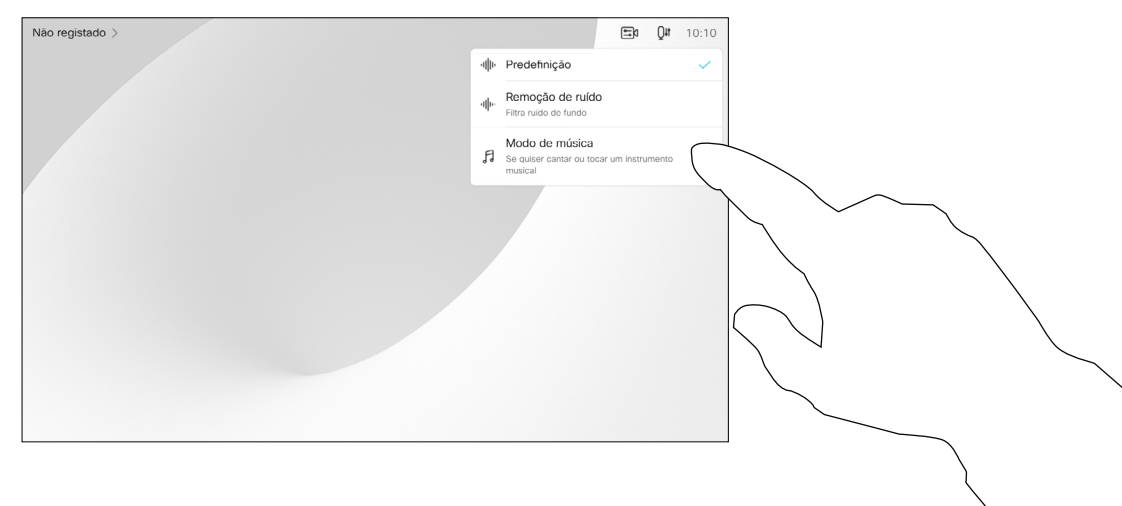 Não registado >
10:10
Predefinição
Remoção de ruído
Filtra ruído de fundo
Modo de música
Se quiser cantar ou tocar um instrumento
musical